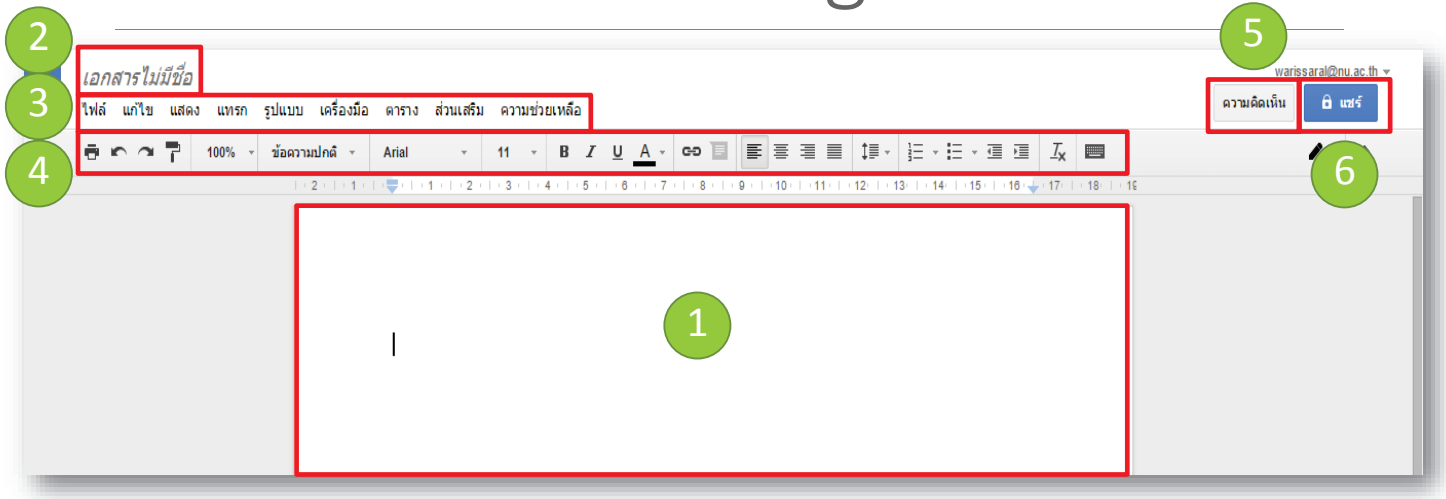 g
2
5
เอกสารไม่มีชื่อ
warissaral@nu.ac.th
3
ไฟล์ แก้ไข แสดง แทรก รูปแบบ เครื่องมือ ตาราง ส่วนเสริม ความช่วยเหลือ
ความคิดเห็น แชร์
4
100% ข้อความปกติ Arial 11 B I U A
6
2 1 1 2 3 4 5 6 7 8 9 10 11 12 13 14 15 16 17 18 19
1